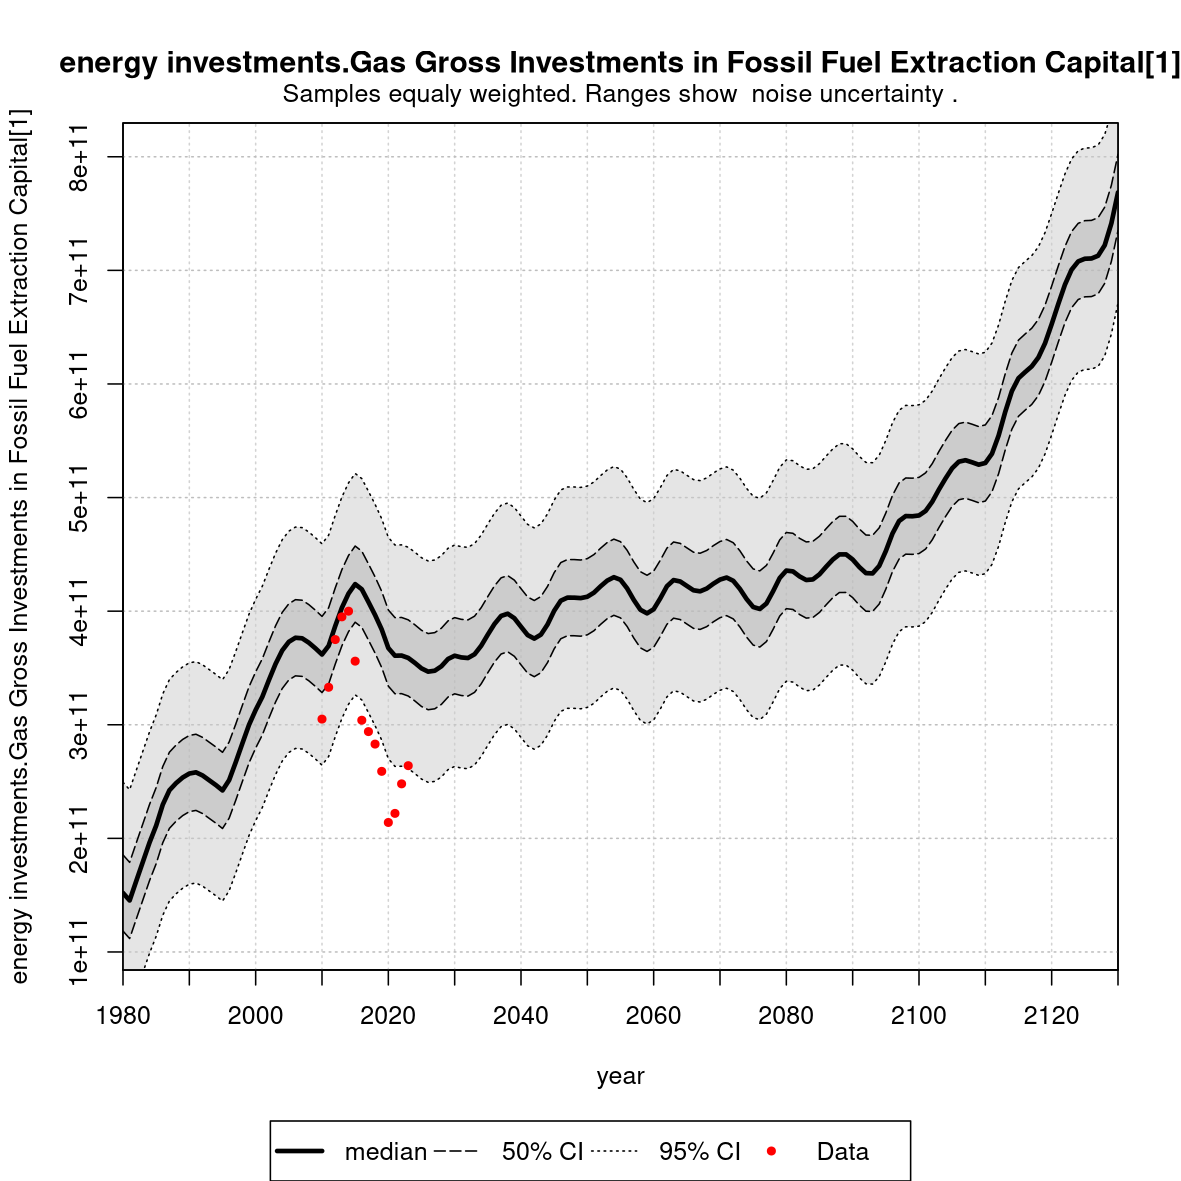 energy investments.Gas Gross Investments in Fossil Fuel Extraction Capital[1]
Samples equaly weighted. Ranges show  noise uncertainty .
energy investments.Gas Gross Investments in Fossil Fuel Extraction Capital[1]
8e+11
7e+11
6e+11
5e+11
4e+11
3e+11
2e+11
1e+11
1980 2000 2020 2040 2060 2080 2100 2120
year
median 50% CI 95% CI Data